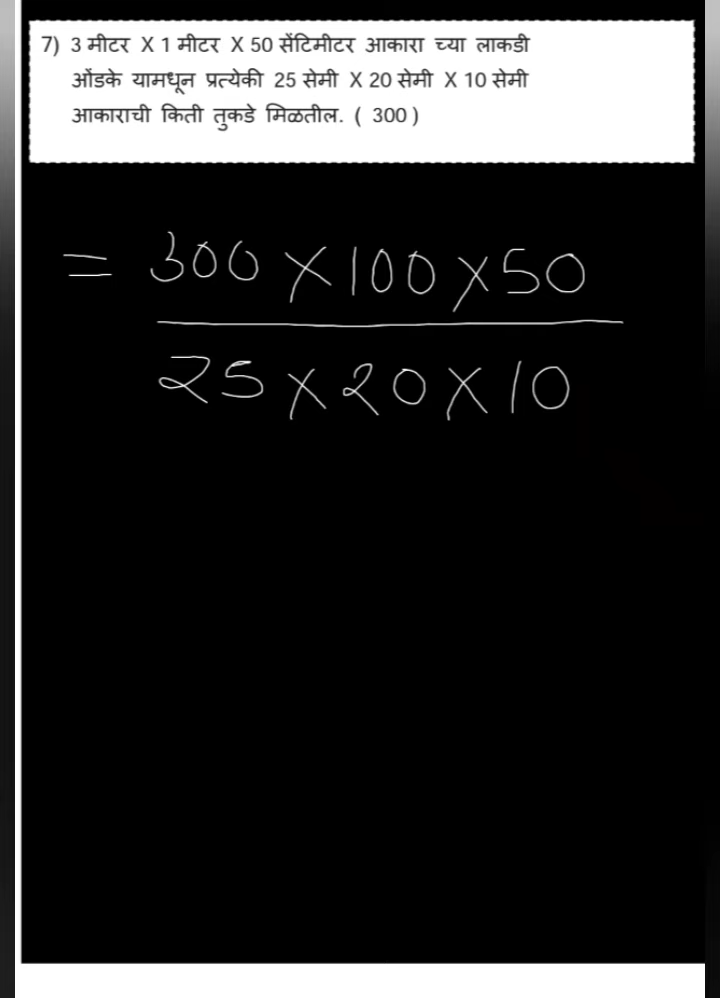 7) 3 मीटर X 1 मीटर X 50 सेंटिमीटर आकारा च्या लाकडी
ओंडके यामधून प्रत्येकी 25 सेमी X 20 सेमी X 10 सेमी
आकाराची किती तुकडे मिळतील. ( 300 )
= 300 X 100 X 50
25 X 20 X 10